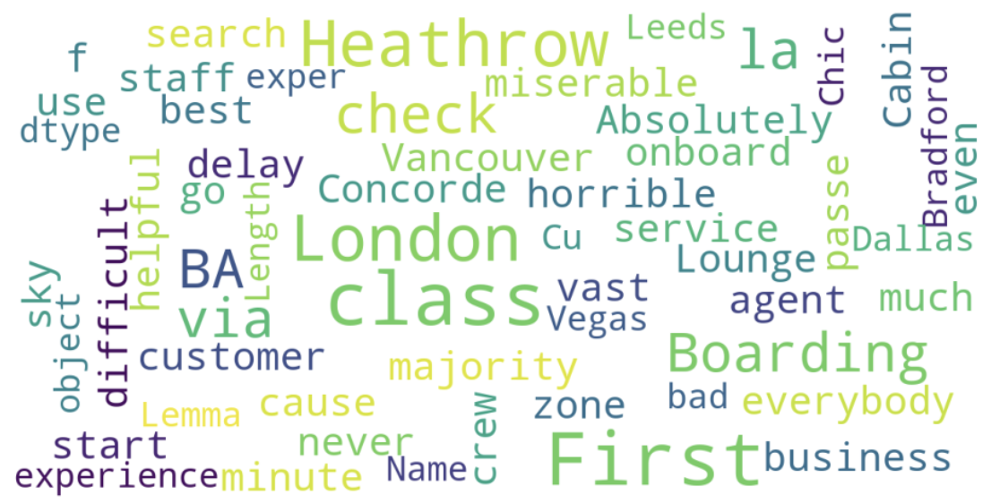 Heathrow
Leeds
la
search
f
staff
exper
miserable
Chic
Cabin
use
best
check
Absolutely
Bradford
dtype
delay
Vancouver
onboard
even
helpful
go
Concorde
horrible
passe
Length
difficult
London
Cu
service
Dallas
BA
Lounge
sky
class
vast
agent
much
via
Vegas
object
customer
majority
Boarding
Lemma
cause
zone
bad
everybody
start
never
crew
First
business
experience
minute
Name